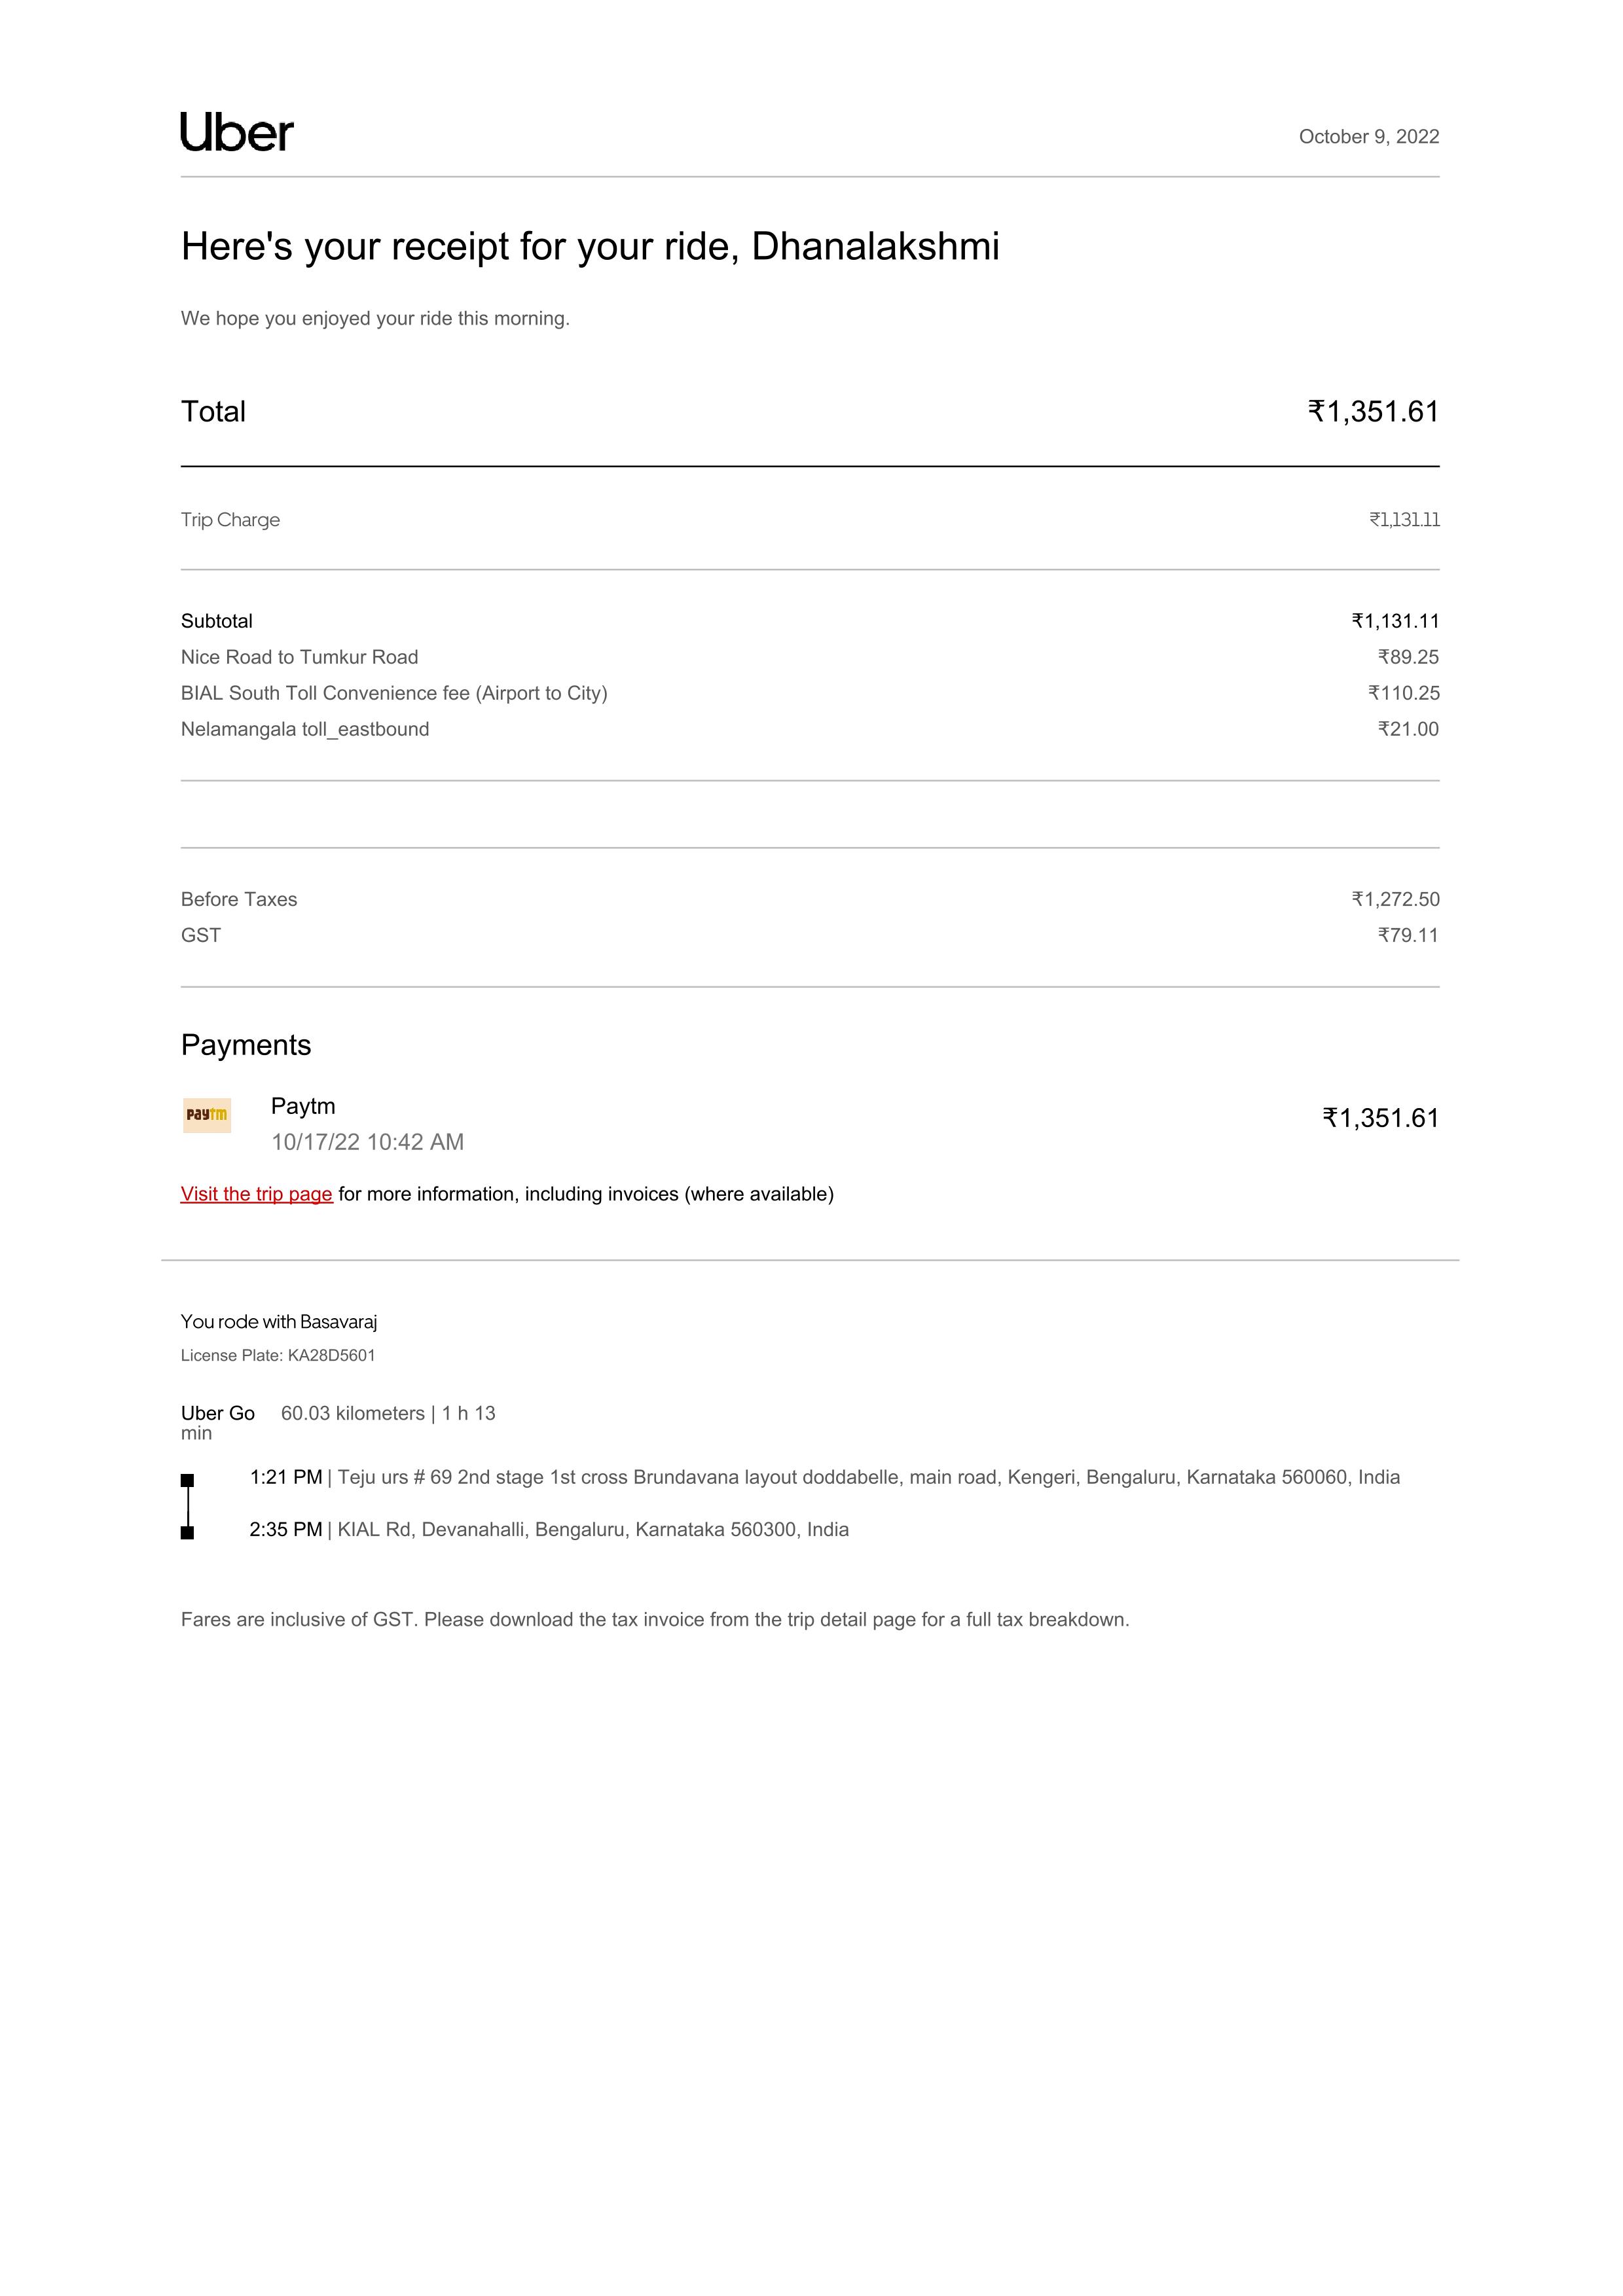 Uber
October 9, 2022
Here's your receipt for your ride, Dhanalakshmi
We hope you enjoyed your ride this morning.
Total ₹1,351.61
Trip Charge ₹1,131.11
Subtotal ₹1,131.11
Nice Road to Tumkur Road ₹89.25
BIAL South Toll Convenience fee (Airport to City) ₹110.25
Nelamangala toll_eastbound ₹21.00
Before Taxes ₹1,272.50
GST ₹79.11
Payments
paytm
Paytm
₹1,351.61
10/17/22 10:42 AM
Visit the trip page for more information, including invoices (where available)
You rode with Basavaraj
License Plate: KA28D5601
Uber Go 60.03 kilometers | 1 h 13
min
1:21 PM | Teju urs # 69 2nd stage 1st cross Brundavana layout doddabelle, main road, Kengeri, Bengaluru, Karnataka 560060, India
2:35 PM | KIAL Rd, Devanahalli, Bengaluru, Karnataka 560300, India
Fares are inclusive of GST. Please download the tax invoice from the trip detail page for a full tax breakdown.